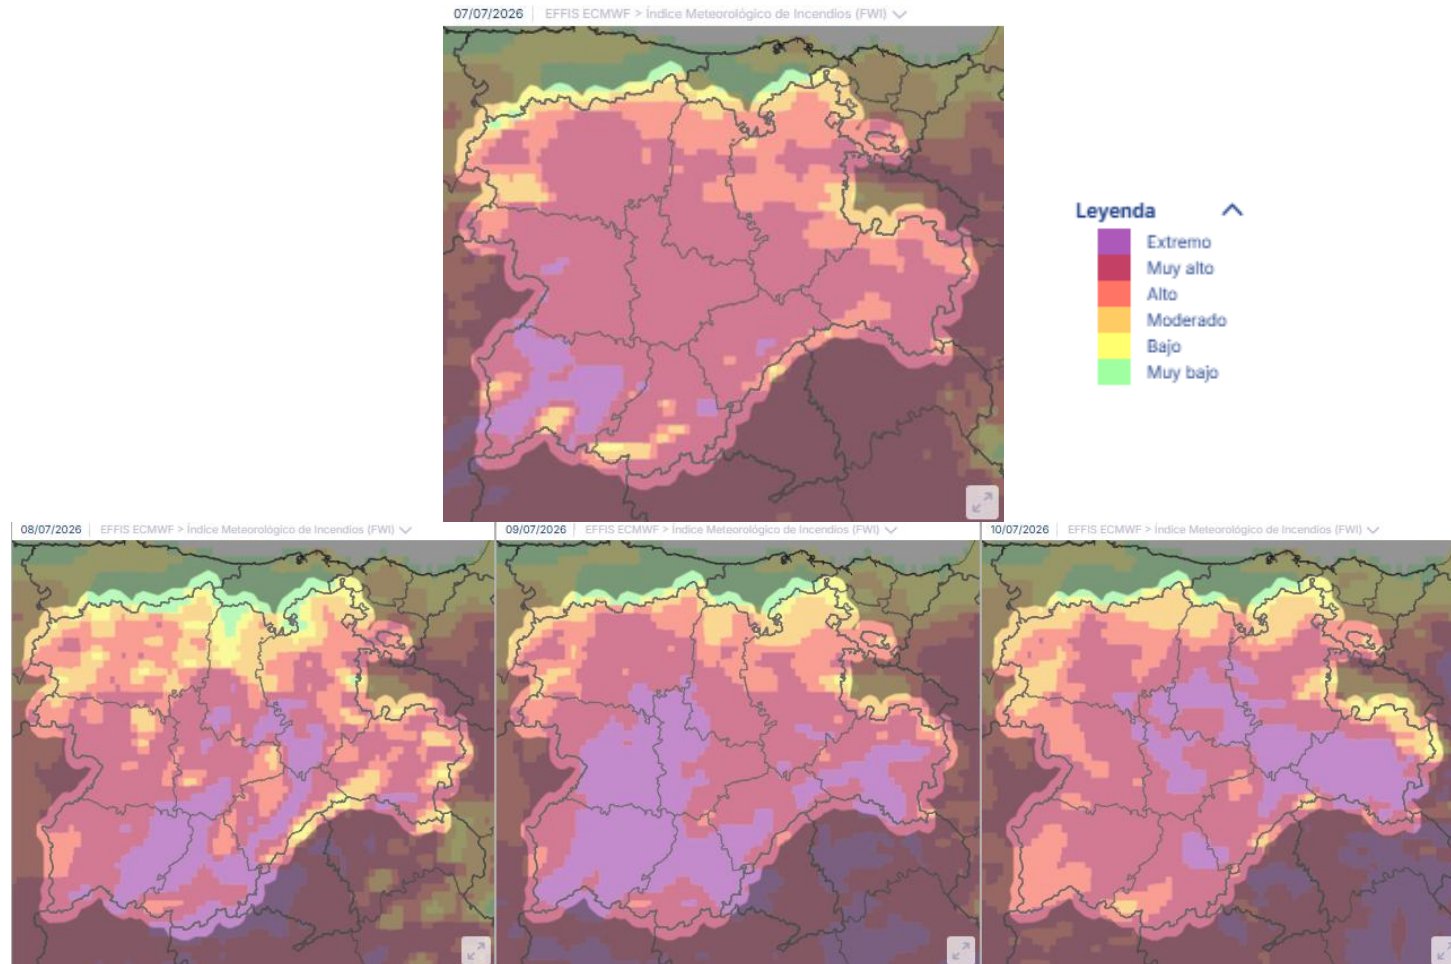 07/07/2026 EFFIS ECMWF > Índice Meteorológico de Incendios (FWI)
Leyenda
Extremo
Muy alto
Alto
Moderado
Bajo
Muy bajo
08/07/2026 EFFIS ECMWF > Índice Meteorológico de Incendios (FWI)
09/07/2026 EFFIS ECMWF > Índice Meteorológico de Incendios (FWI)
10/07/2026 EFFIS ECMWF > Índice Meteorológico de Incendios (FWI)